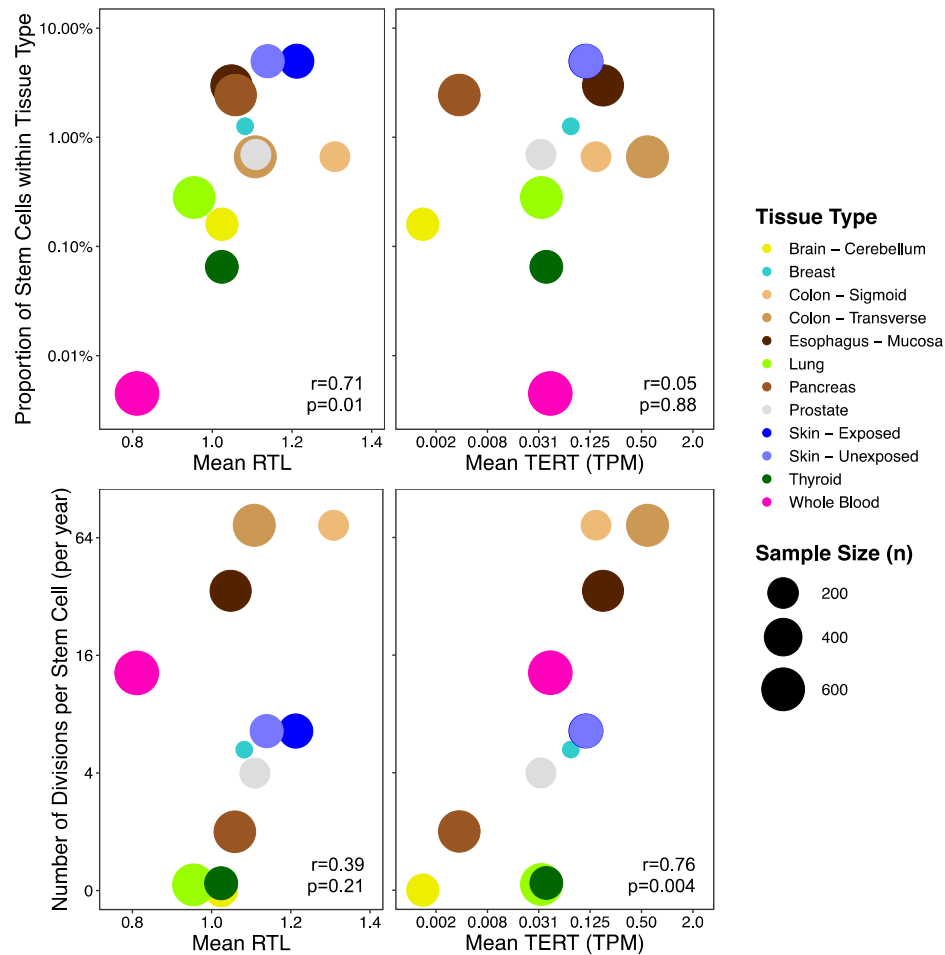 Proportion of Stem Cells within Tissue Type
10.00%
1.00%
0.10%
0.01%
r=0.71
p=0.01
0.8 1.0 1.2 1.4
Mean RTL
r=0.05
p=0.88
0.002 0.008 0.031 0.125 0.50 2.0
Mean TERT (TPM)
Number of Divisions per Stem Cell (per year)
64
16
4
0
r=0.39
p=0.21
0.8 1.0 1.2 1.4
Mean RTL
r=0.76
p=0.004
0.002 0.008 0.031 0.125 0.50 2.0
Mean TERT (TPM)
Tissue Type
Brain − Cerebellum
Breast
Colon − Sigmoid
Colon − Transverse
Esophagus − Mucosa
Lung
Pancreas
Prostate
Skin − Exposed
Skin − Unexposed
Thyroid
Whole Blood
Sample Size (n)
200
400
600